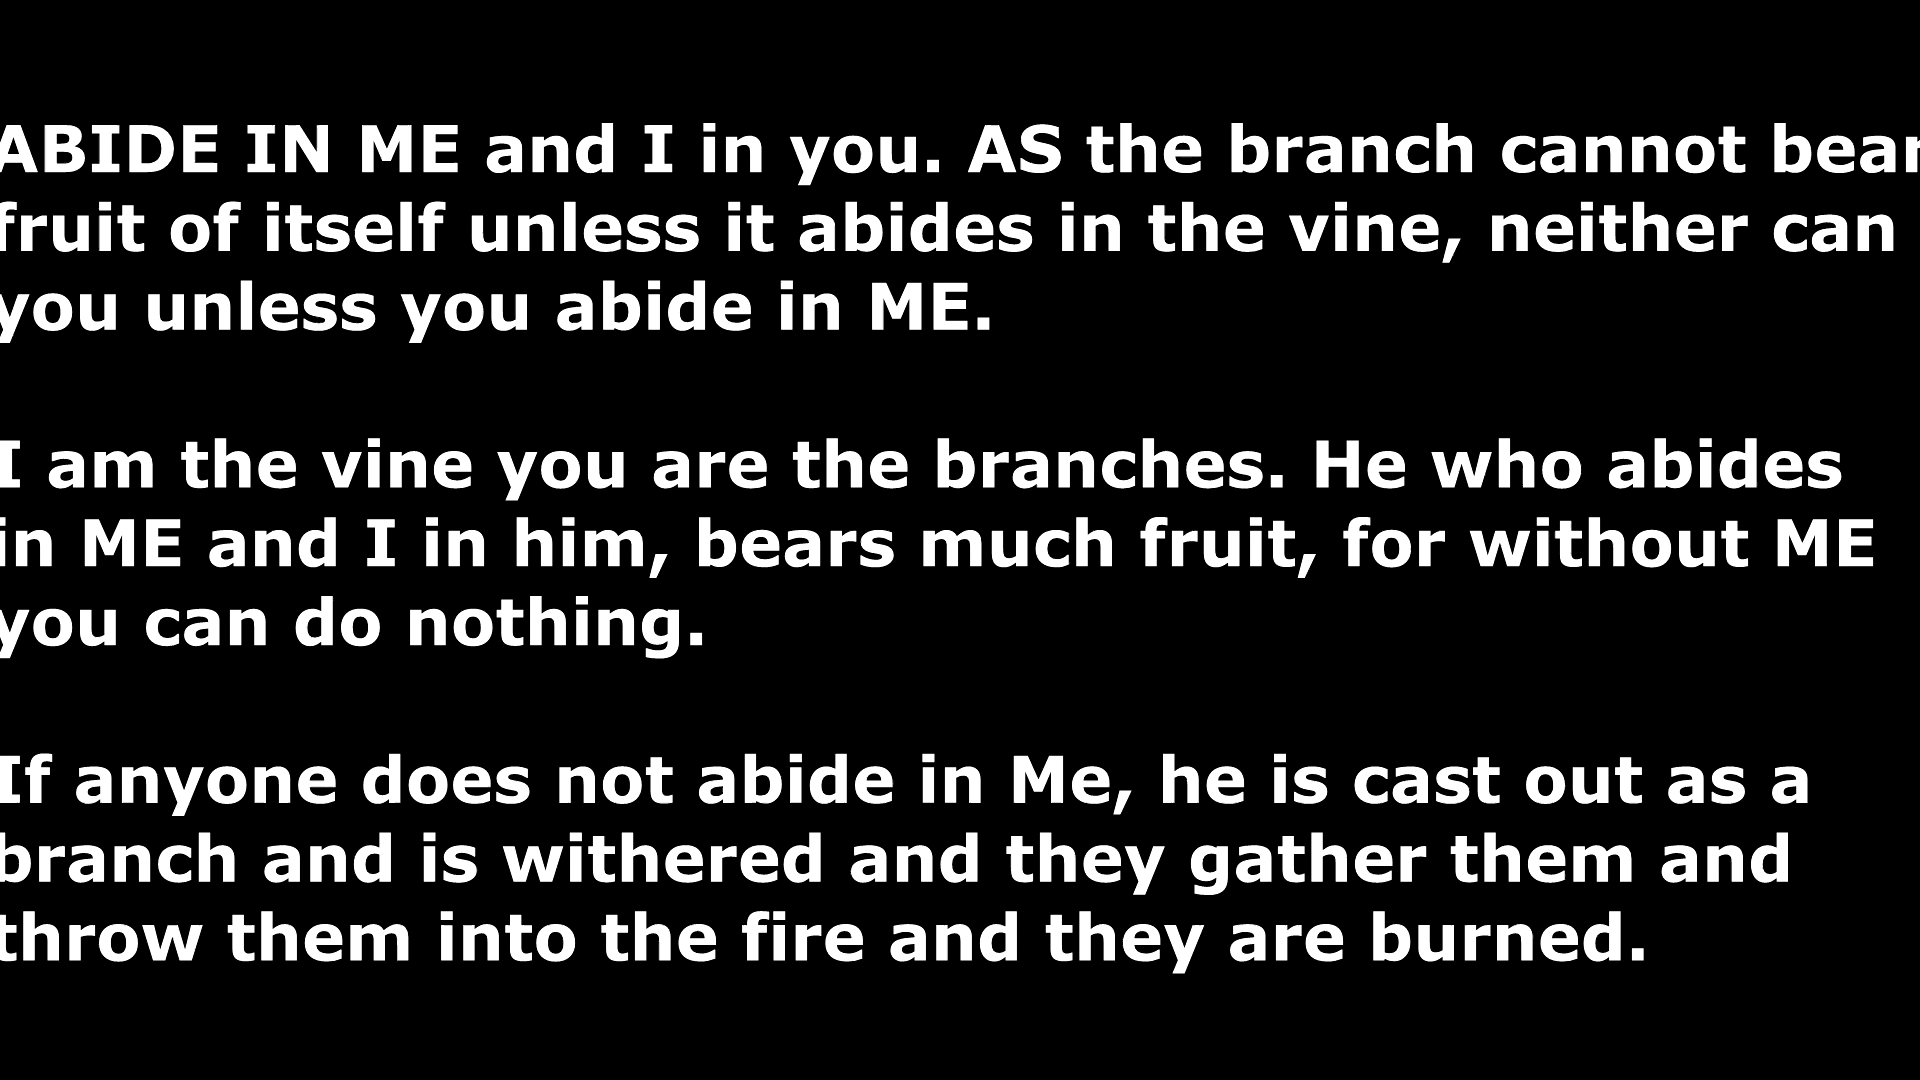 ABIDE IN ME and I in you. AS the branch cannot bear
fruit of itself unless it abides in the vine, neither can
you unless you abide in ME.
I am the vine you are the branches. He who abides
in ME and I in him, bears much fruit, for without ME
you can do nothing.
If anyone does not abide in Me, he is cast out as a
branch and is withered and they gather them and
throw them into the fire and they are burned.